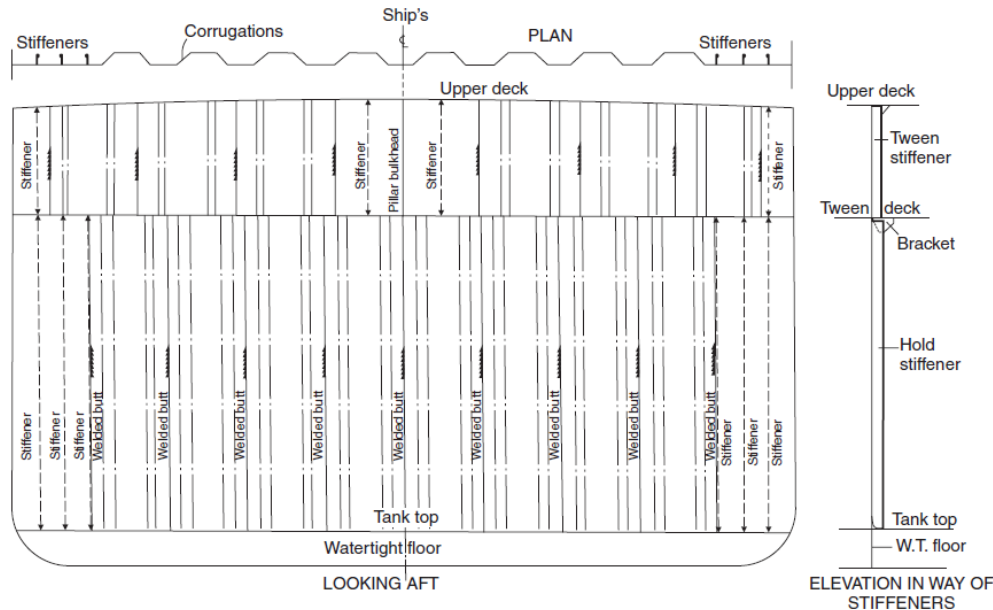 Ship's
℄
Corrugations
PLAN
Stiffeners
Stiffeners
Upper deck
Upper deck
Stiffener
Stiffener
Pillar bulkhead
Stiffener
Stiffener
Tween
stiffener
Tween deck
Bracket
Hold
stiffener
Stiffener
Stiffener
Stiffener
Welded butt
Welded butt
Welded butt
Welded butt
Welded butt
Welded butt
Welded butt
Welded butt
Welded butt
Stiffener
Stiffener
Stiffener
Tank top
Tank top
Watertight floor
W.T. floor
LOOKING AFT
ELEVATION IN WAY OF
STIFFENERS